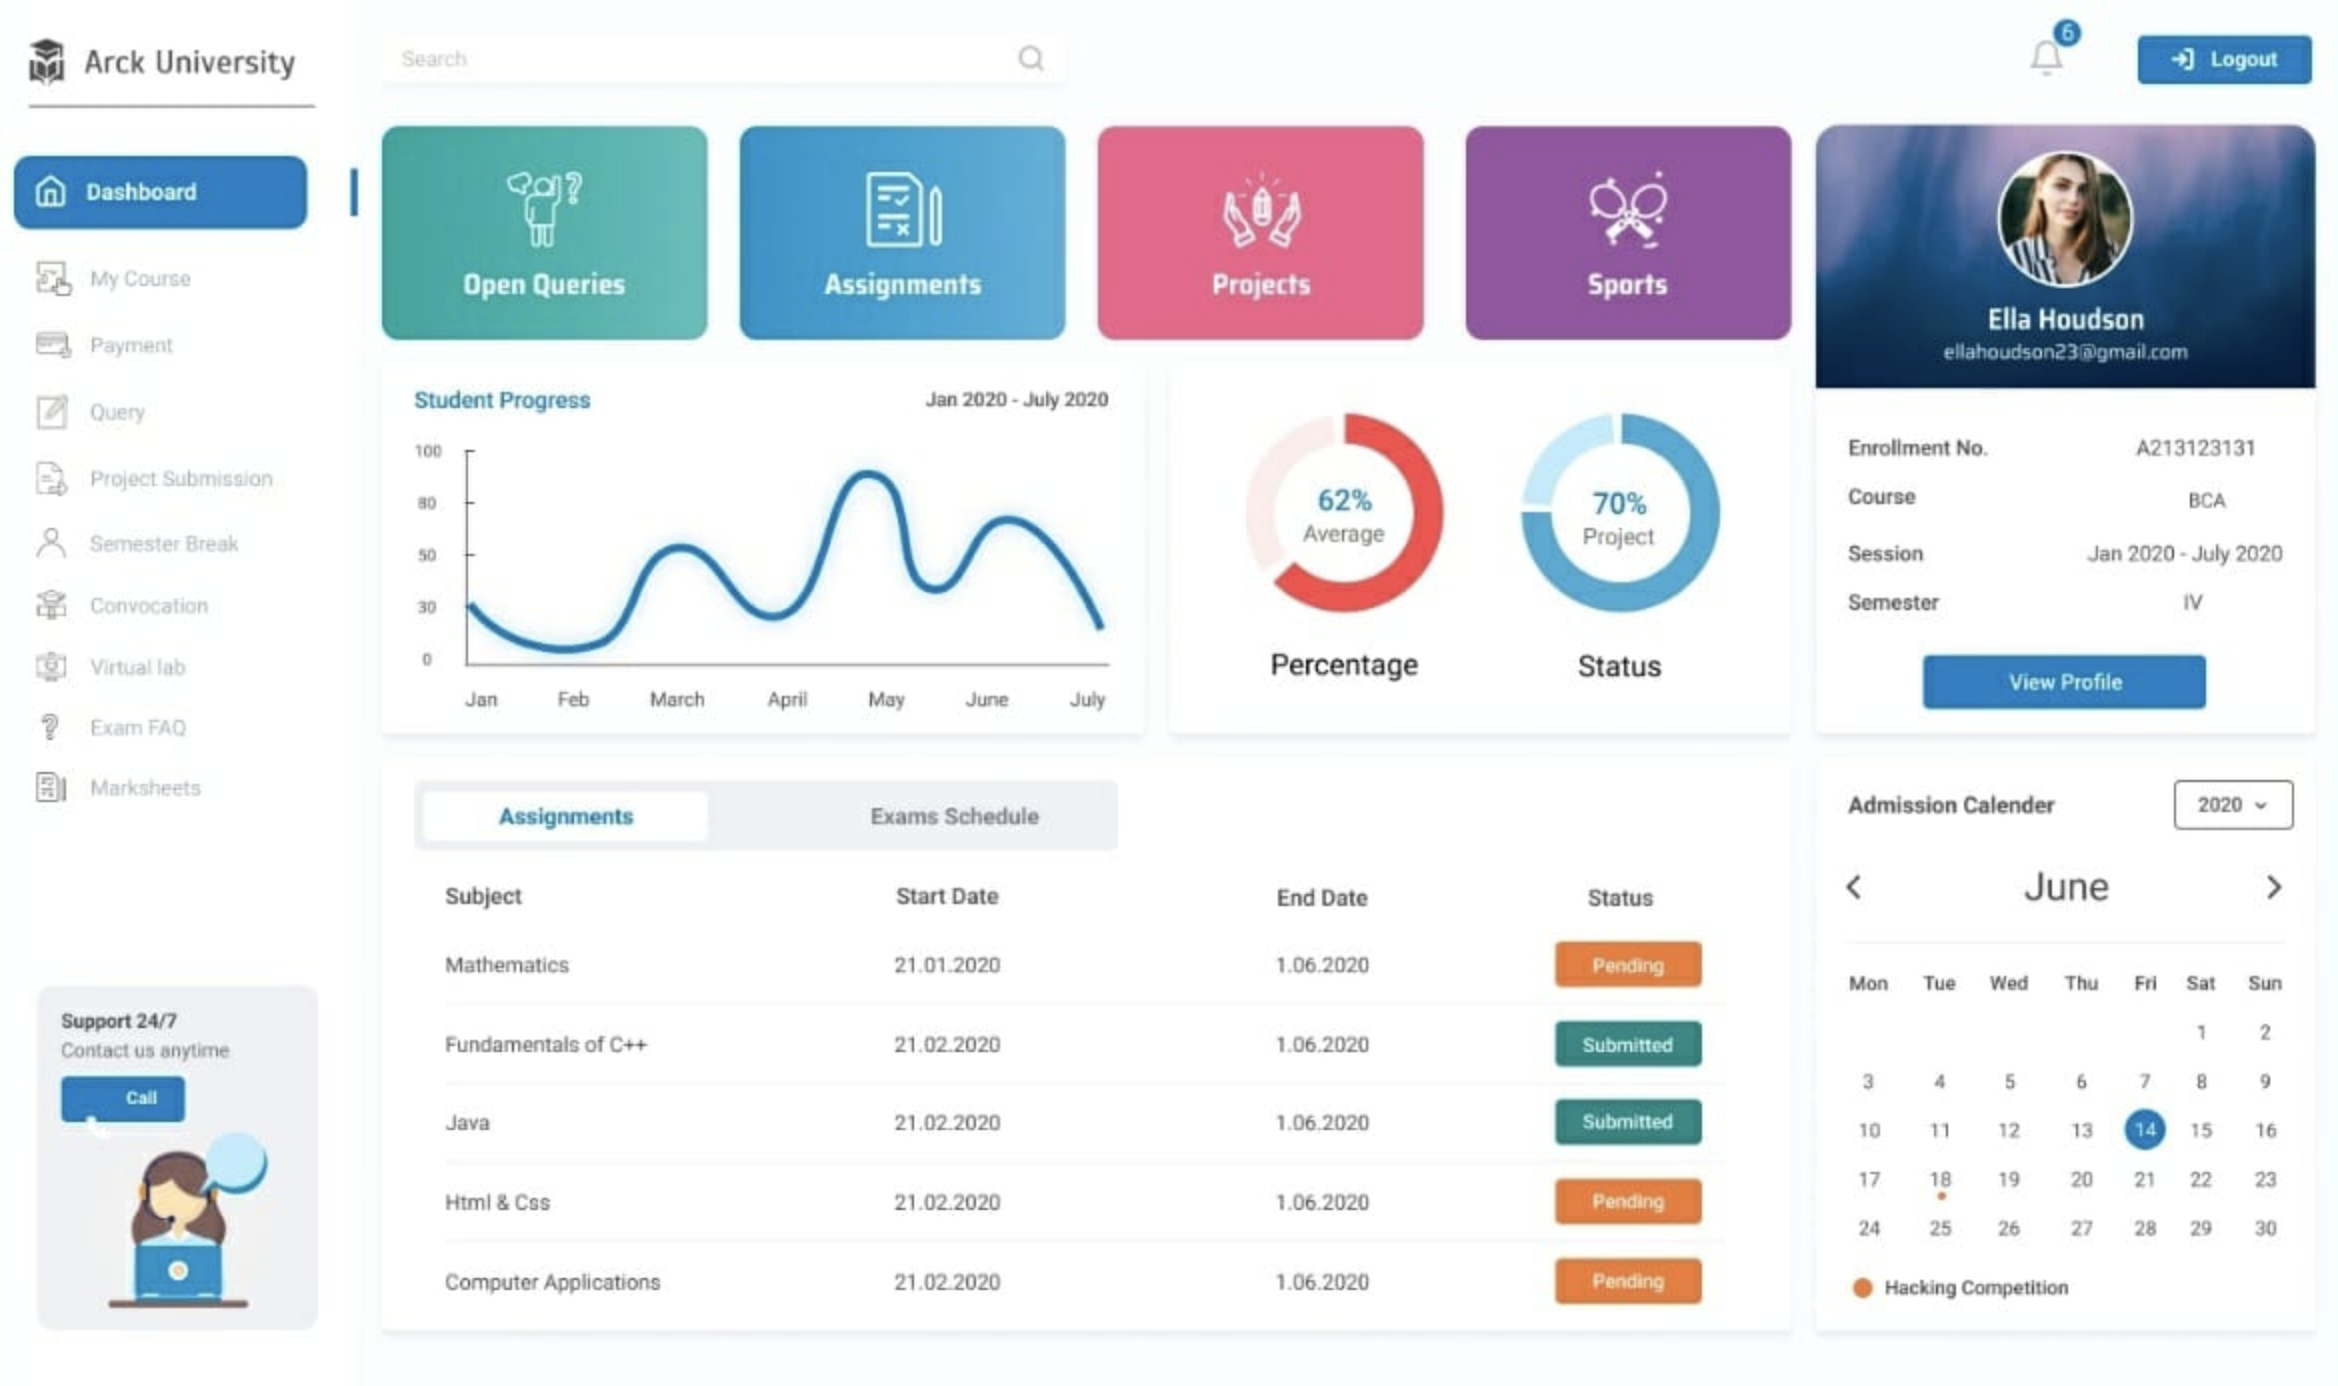 Arck University
Dashboard
My Course
Payment
Query
Project Submission
Semester Break
Convocation
Virtual lab
Exam FAQ
Marksheets
Support 24/7
Contact us anytime
Call
Search
6
Logout
Open Queries
Assignments
Projects
Sports
Student Progress
Jan 2020 - July 2020
100
80
50
30
0
Jan Feb March April May June July
62%
Average
Percentage
70%
Project
Status
Ella Houdson
ellahoudson23@gmail.com
Enrollment No. A213123131
Course BCA
Session Jan 2020 - July 2020
Semester IV
View Profile
Assignments Exams Schedule
Subject Start Date End Date Status
Mathematics 21.01.2020 1.06.2020 Pending
Fundamentals of C++ 21.02.2020 1.06.2020 Submitted
Java 21.02.2020 1.06.2020 Submitted
Html & Css 21.02.2020 1.06.2020 Pending
Computer Applications 21.02.2020 1.06.2020 Pending
Admission Calender 2020
June
Mon Tue Wed Thu Fri Sat Sun
1 2
3 4 5 6 7 8 9
10 11 12 13 14 15 16
17 18 19 20 21 22 23
24 25 26 27 28 29 30
Hacking Competition